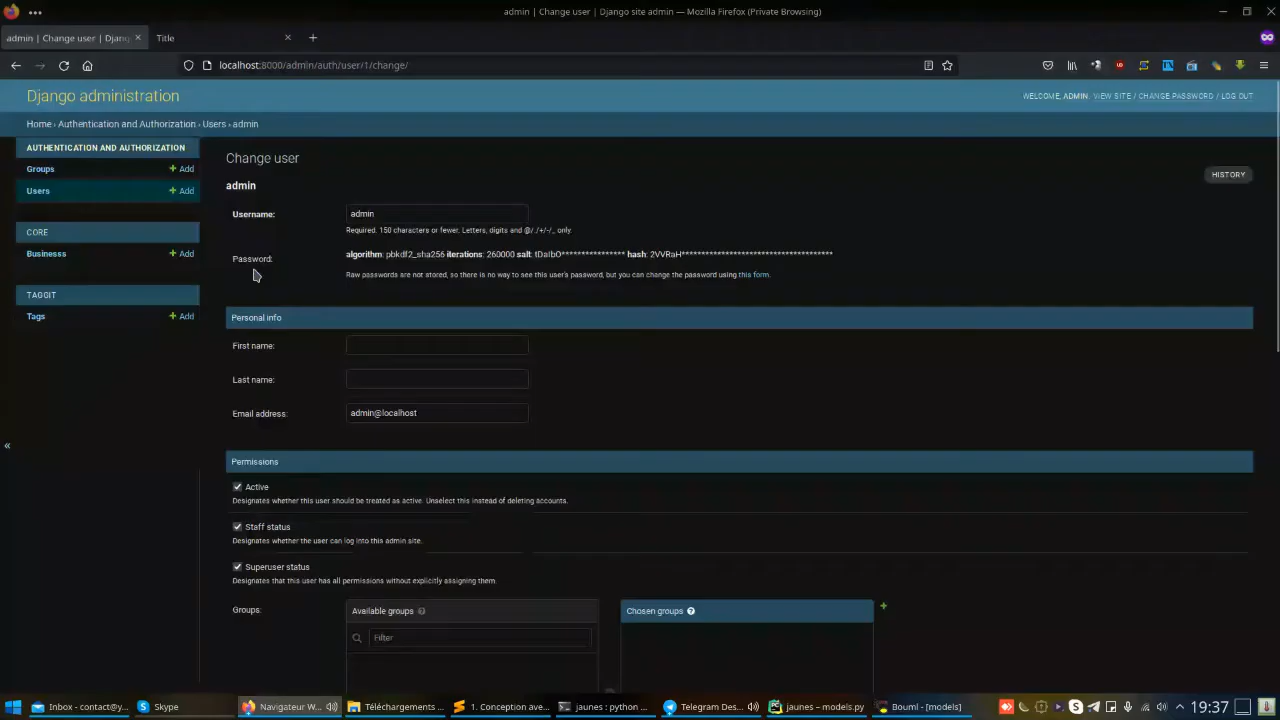 admin | Change user | Django site admin — Mozilla Firefox (Private Browsing)
admin | Change user | Djang
Title
localhost:8000/admin/auth/user/1/change/
Django administration
WELCOME, ADMIN. VIEW SITE / CHANGE PASSWORD / LOG OUT
Home › Authentication and Authorization › Users › admin
AUTHENTICATION AND AUTHORIZATION
Groups + Add
Users + Add
CORE
Businesss + Add
TAGGIT
Tags + Add
«
Change user
HISTORY
admin
Username: admin
Required. 150 characters or fewer. Letters, digits and @/./+/-/_ only.
Password: algorithm: pbkdf2_sha256 iterations: 260000 salt: tDaIbO**************** hash: 2VVRaH**************************************
Raw passwords are not stored, so there is no way to see this user's password, but you can change the password using this form.
Personal info
First name:
Last name:
Email address: admin@localhost
Permissions
Active
Designates whether this user should be treated as active. Unselect this instead of deleting accounts.
Staff status
Designates whether the user can log into this admin site.
Superuser status
Designates that this user has all permissions without explicitly assigning them.
Groups:
Available groups
Filter
Chosen groups
Inbox - contact@y...
Skype
Navigateur W...
Téléchargements ...
1. Conception ave...
jaunes : python ...
Telegram Des...
jaunes – models.py
Bouml - [models]
19:37